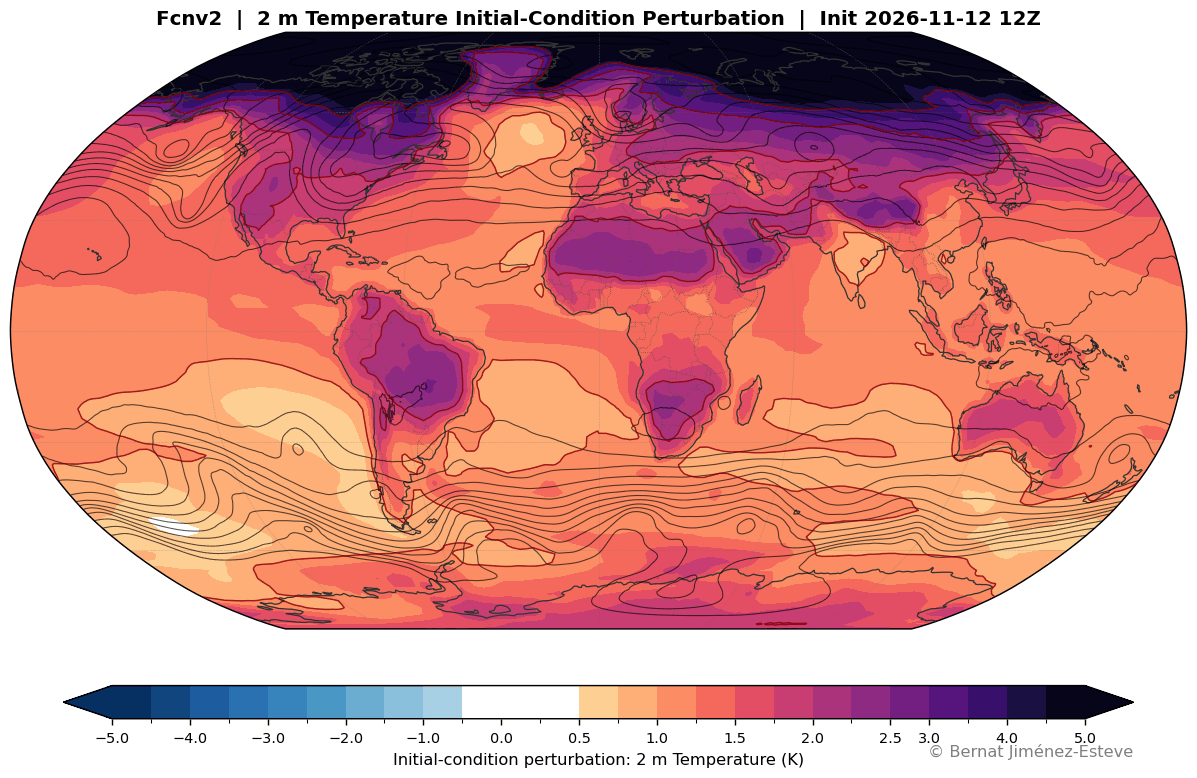 Fcnv2 | 2 m Temperature Initial-Condition Perturbation | Init 2026-11-12 12Z
−5.0 −4.0 −3.0 −2.0 −1.0 0.0 0.5 1.0 1.5 2.0 2.5 3.0 4.0 5.0
© Bernat Jiménez-Esteve
Initial-condition perturbation: 2 m Temperature (K)